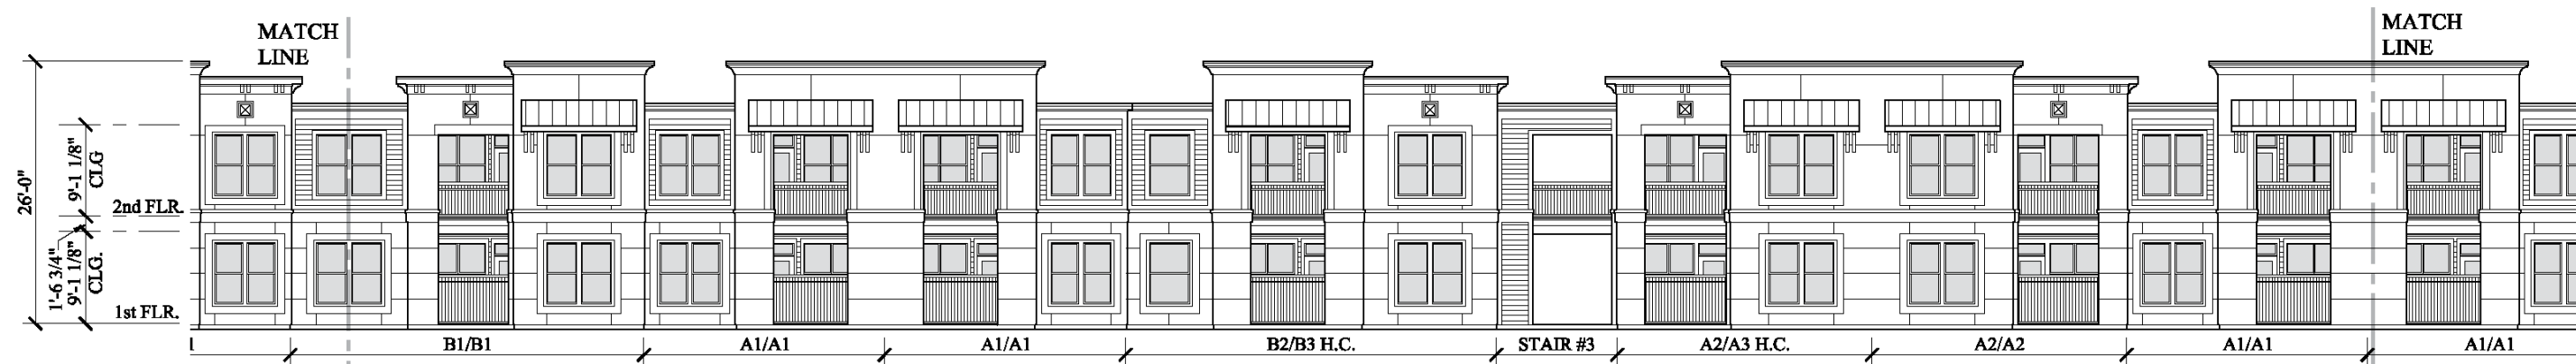 MATCH
LINE
MATCH
LINE
26'-0"
9'-1 1/8"
CLG
2nd FLR.
1'-6 3/4"
9'-1 1/8"
CLG.
1st FLR.
B1/B1 A1/A1 A1/A1 B2/B3 H.C. STAIR #3 A2/A3 H.C. A2/A2 A1/A1 A1/A1